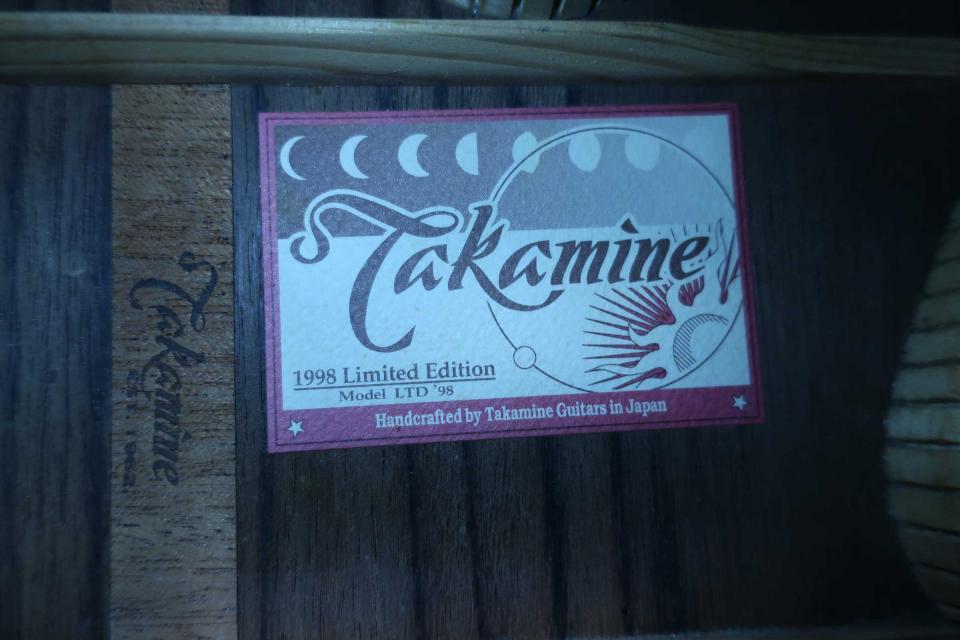 Takamine
1998 Limited Edition
Model LTD '98
Handcrafted by Takamine Guitars in Japan
Takamine
EST. 1962